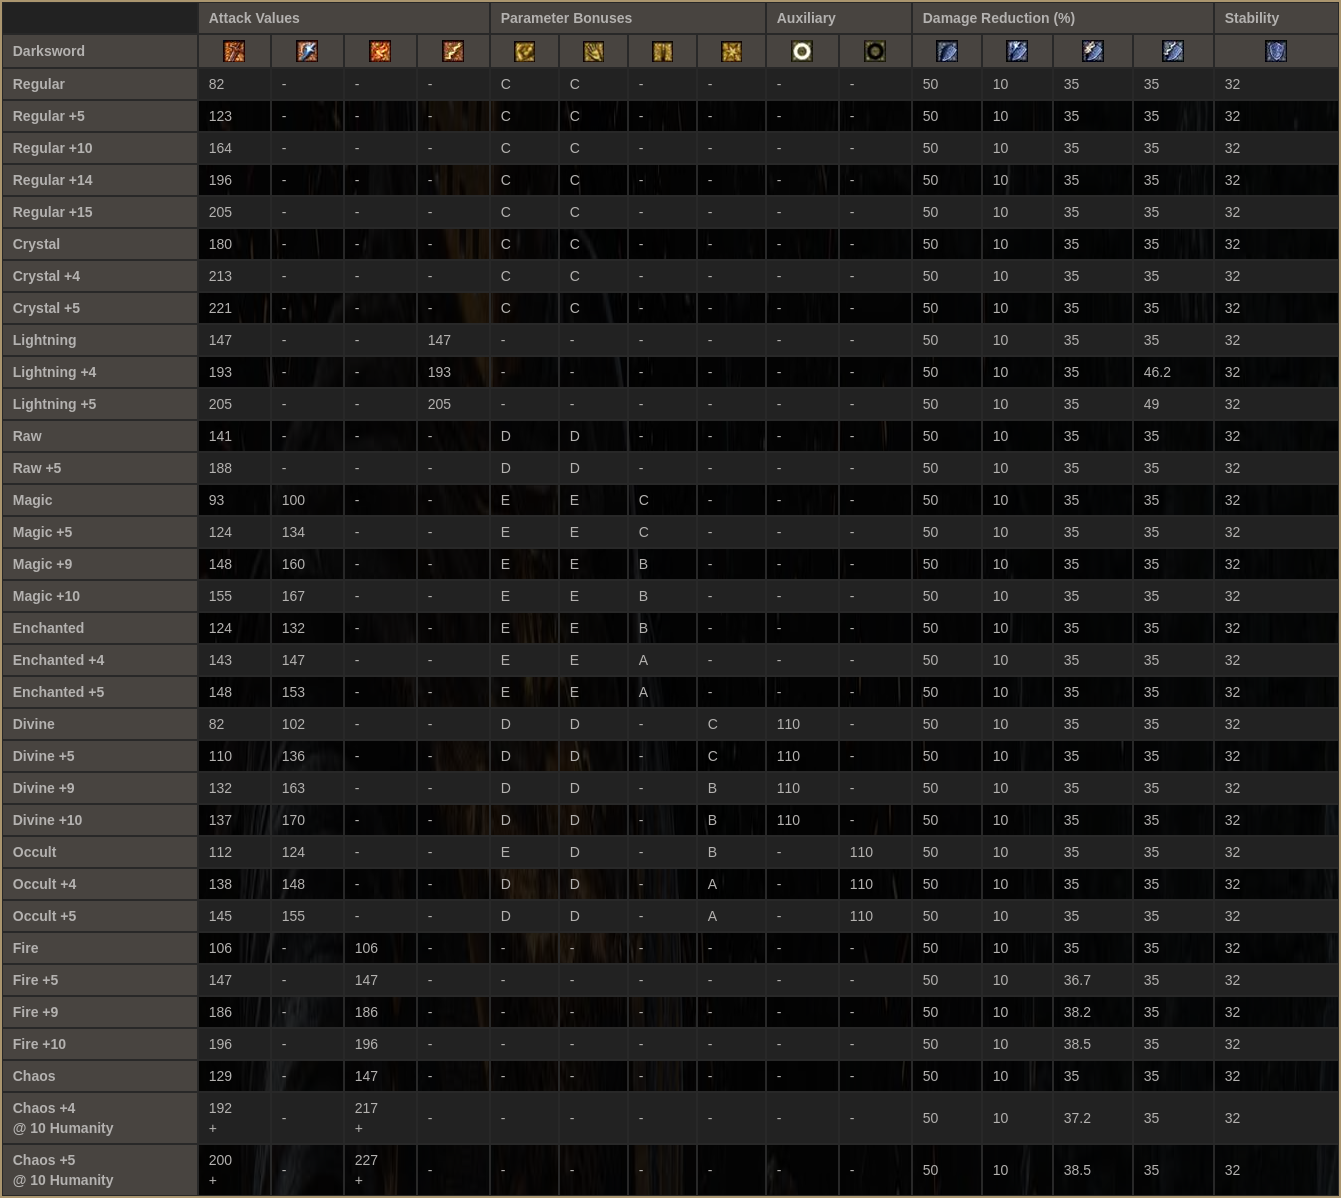 Attack Values Parameter Bonuses Auxiliary Damage Reduction (%) Stability
Darksword
Regular 82 - - - C C - - - - 50 10 35 35 32
Regular +5 123 - - - C C - - - - 50 10 35 35 32
Regular +10 164 - - - C C - - - - 50 10 35 35 32
Regular +14 196 - - - C C - - - - 50 10 35 35 32
Regular +15 205 - - - C C - - - - 50 10 35 35 32
Crystal 180 - - - C C - - - - 50 10 35 35 32
Crystal +4 213 - - - C C - - - - 50 10 35 35 32
Crystal +5 221 - - - C C - - - - 50 10 35 35 32
Lightning 147 - - 147 - - - - - - 50 10 35 35 32
Lightning +4 193 - - 193 - - - - - - 50 10 35 46.2 32
Lightning +5 205 - - 205 - - - - - - 50 10 35 49 32
Raw 141 - - - D D - - - - 50 10 35 35 32
Raw +5 188 - - - D D - - - - 50 10 35 35 32
Magic 93 100 - - E E C - - - 50 10 35 35 32
Magic +5 124 134 - - E E C - - - 50 10 35 35 32
Magic +9 148 160 - - E E B - - - 50 10 35 35 32
Magic +10 155 167 - - E E B - - - 50 10 35 35 32
Enchanted 124 132 - - E E B - - - 50 10 35 35 32
Enchanted +4 143 147 - - E E A - - - 50 10 35 35 32
Enchanted +5 148 153 - - E E A - - - 50 10 35 35 32
Divine 82 102 - - D D - C 110 - 50 10 35 35 32
Divine +5 110 136 - - D D - C 110 - 50 10 35 35 32
Divine +9 132 163 - - D D - B 110 - 50 10 35 35 32
Divine +10 137 170 - - D D - B 110 - 50 10 35 35 32
Occult 112 124 - - E D - B - 110 50 10 35 35 32
Occult +4 138 148 - - D D - A - 110 50 10 35 35 32
Occult +5 145 155 - - D D - A - 110 50 10 35 35 32
Fire 106 - 106 - - - - - - - 50 10 35 35 32
Fire +5 147 - 147 - - - - - - - 50 10 36.7 35 32
Fire +9 186 - 186 - - - - - - - 50 10 38.2 35 32
Fire +10 196 - 196 - - - - - - - 50 10 38.5 35 32
Chaos 129 - 147 - - - - - - - 50 10 35 35 32
Chaos +4 192 217
- - - - - - - - 50 10 37.2 35 32
@ 10 Humanity + +
Chaos +5 200 227
- - - - - - - - 50 10 38.5 35 32
@ 10 Humanity + +